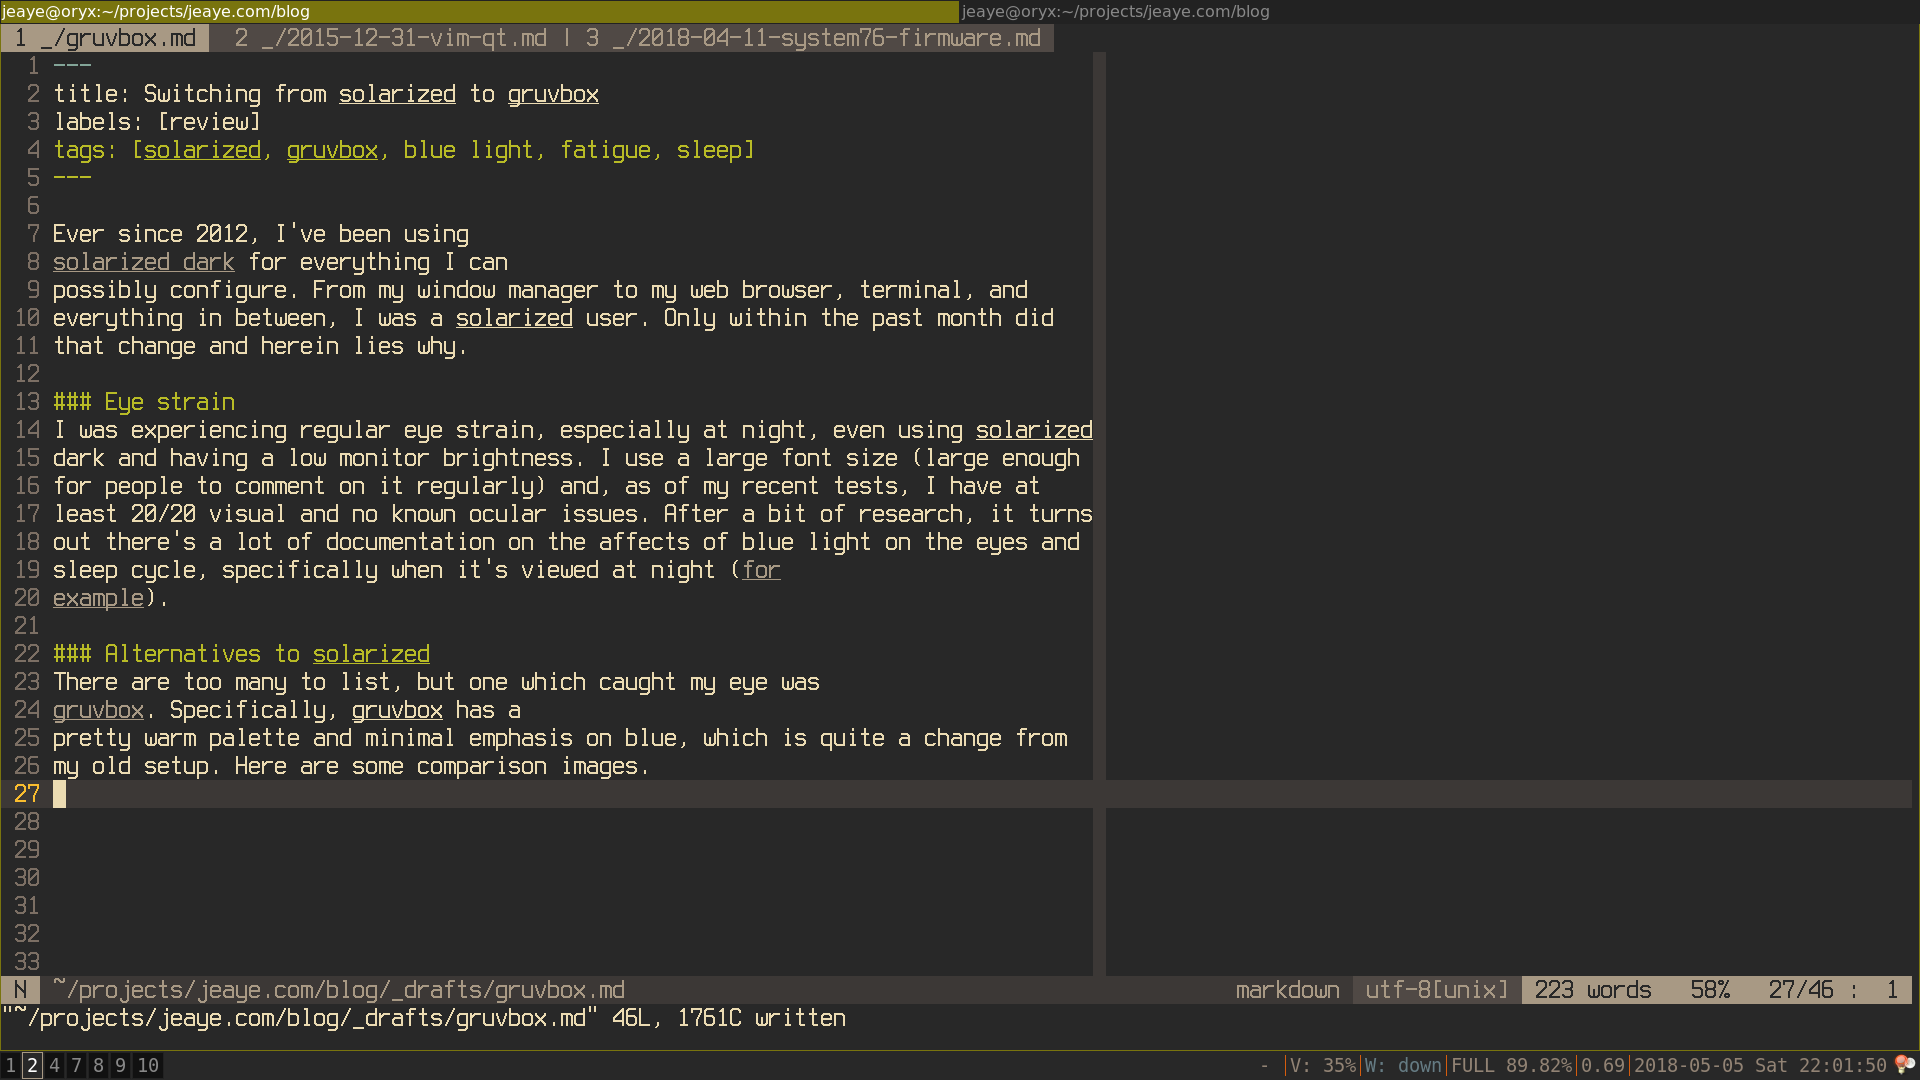 jeaye@oryx:~/projects/jeaye.com/blog jeaye@oryx:~/projects/jeaye.com/blog
1 _/gruvbox.md 2 _/2015-12-31-vim-qt.md | 3 _/2018-04-11-system76-firmware.md
1 ---
2 title: Switching from solarized to gruvbox
3 labels: [review]
4 tags: [solarized, gruvbox, blue light, fatigue, sleep]
5 ---
6
7 Ever since 2012, I've been using
8 solarized dark for everything I can
9 possibly configure. From my window manager to my web browser, terminal, and
10 everything in between, I was a solarized user. Only within the past month did
11 that change and herein lies why.
12
13 ### Eye strain
14 I was experiencing regular eye strain, especially at night, even using solarized
15 dark and having a low monitor brightness. I use a large font size (large enough
16 for people to comment on it regularly) and, as of my recent tests, I have at
17 least 20/20 visual and no known ocular issues. After a bit of research, it turns
18 out there's a lot of documentation on the affects of blue light on the eyes and
19 sleep cycle, specifically when it's viewed at night (for
20 example).
21
22 ### Alternatives to solarized
23 There are too many to list, but one which caught my eye was
24 gruvbox. Specifically, gruvbox has a
25 pretty warm palette and minimal emphasis on blue, which is quite a change from
26 my old setup. Here are some comparison images.
27
28
29
30
31
32
33
N ~/projects/jeaye.com/blog/_drafts/gruvbox.md markdown utf-8[unix] 223 words 58% 27/46 : 1
"~/projects/jeaye.com/blog/_drafts/gruvbox.md" 46L, 1761C written
1 2 4 7 8 9 10 - |V: 35%|W: down|FULL 89.82%|0.69|2018-05-05 Sat 22:01:50